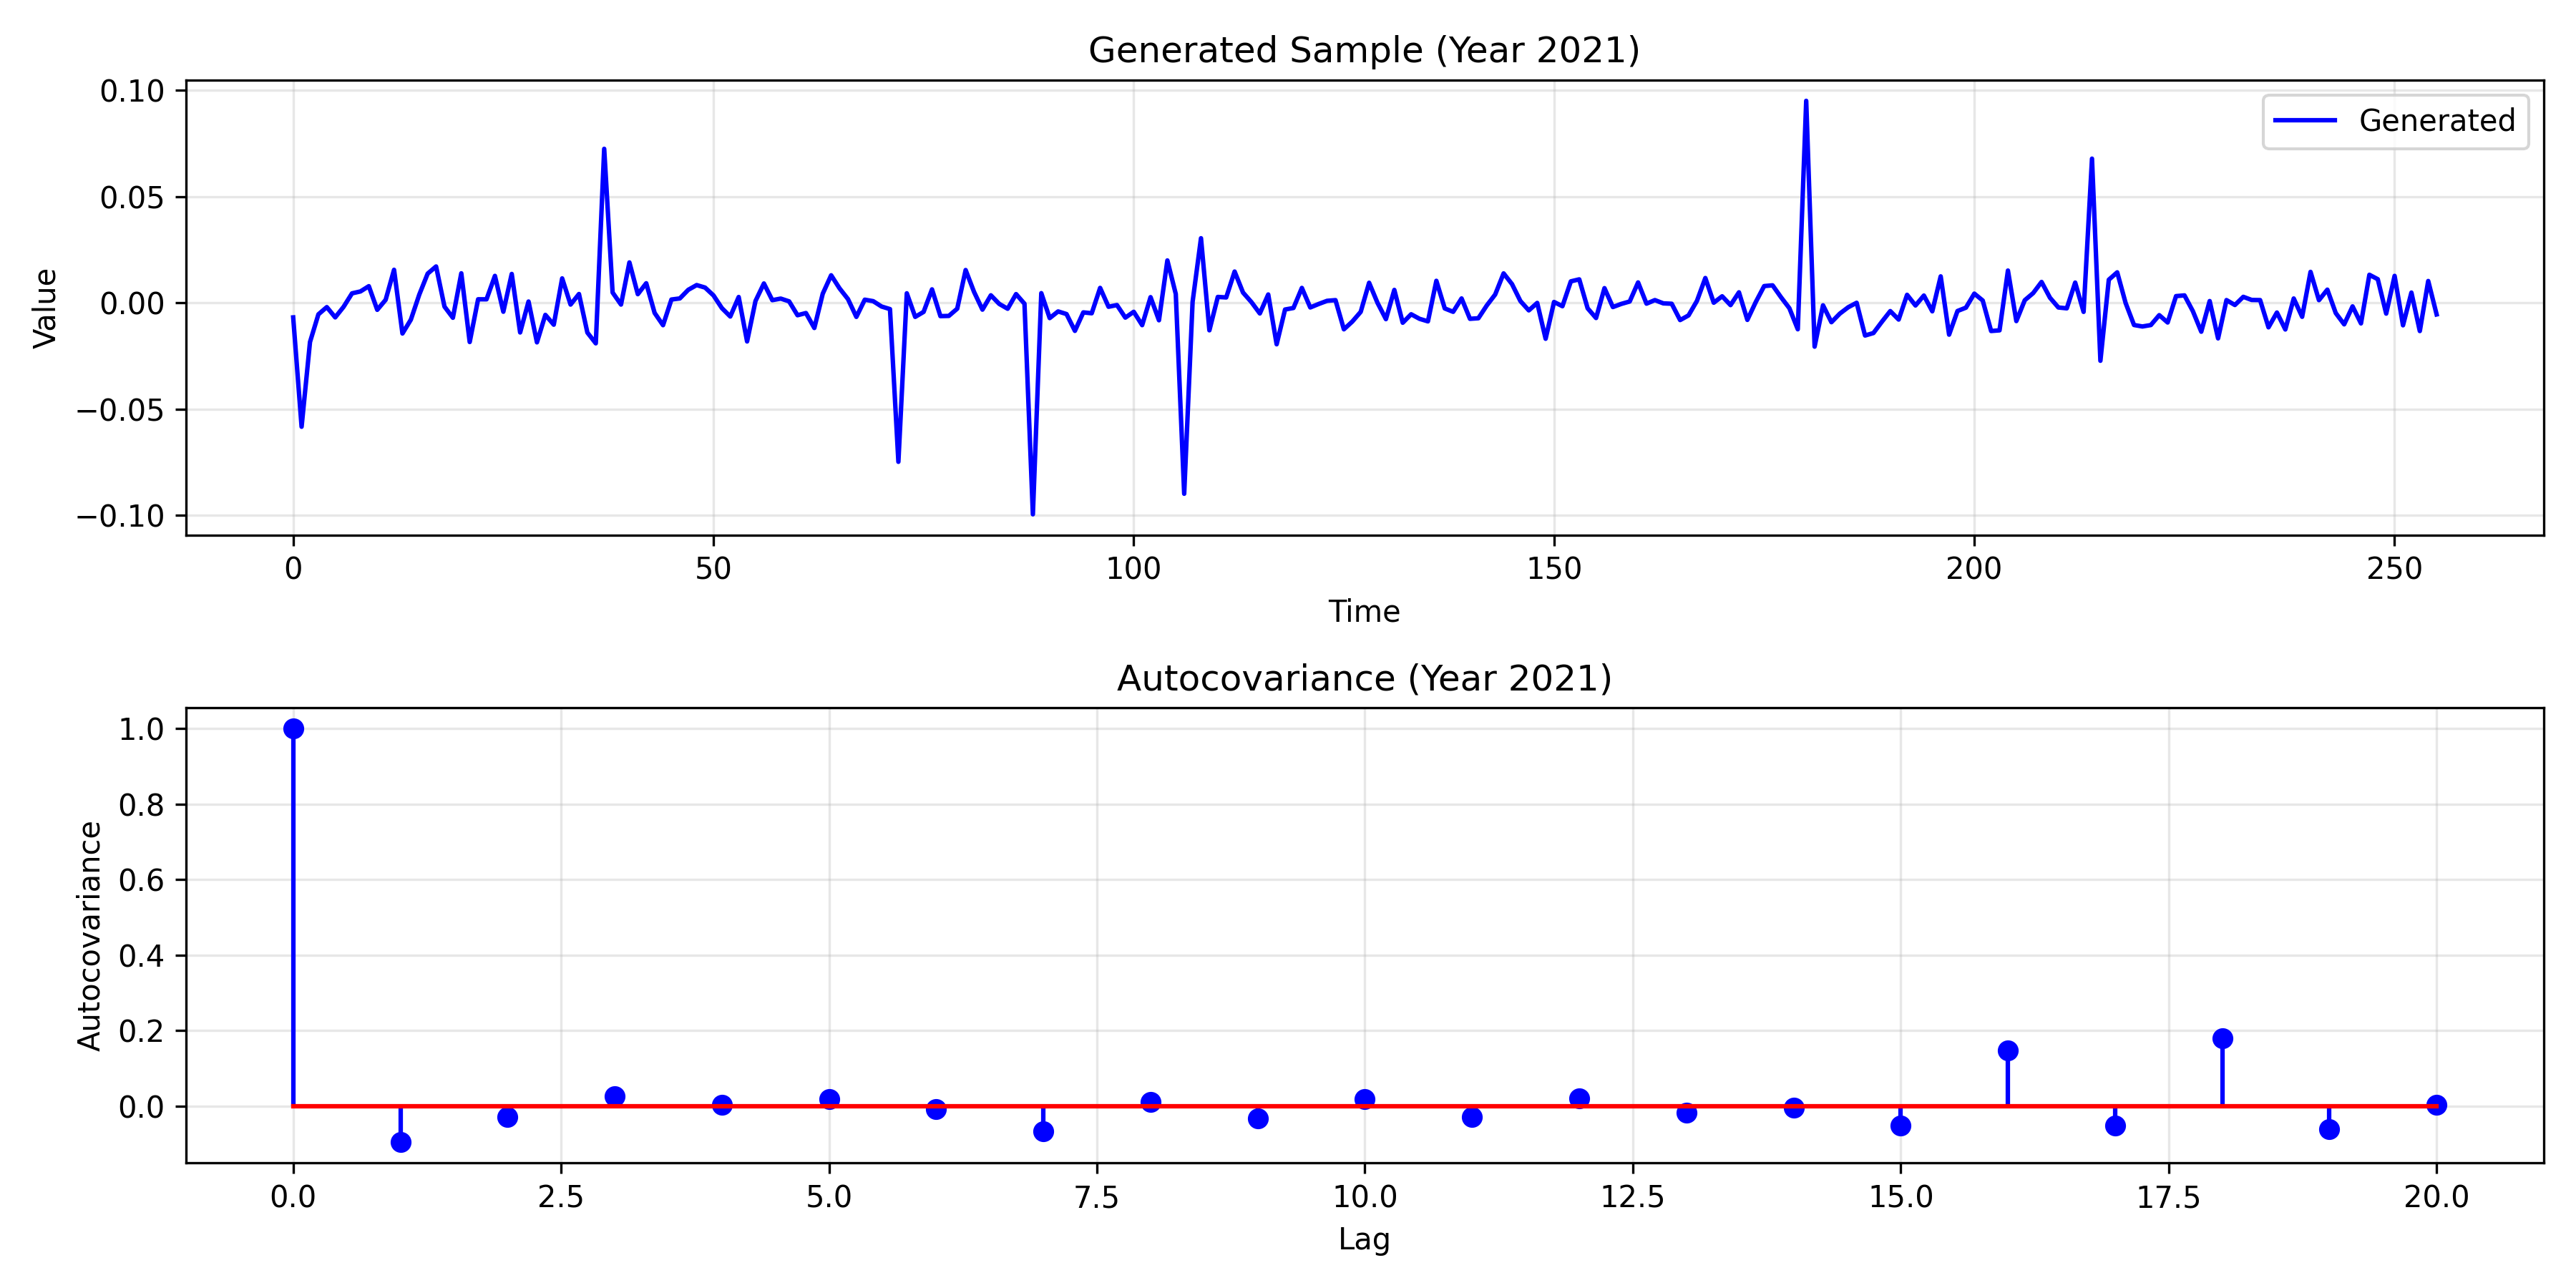 Generated Sample (Year 2021)
0.10
0.05
0.00
−0.05
−0.10
Value
Generated
0 50 100 150 200 250
Time
Autocovariance (Year 2021)
1.0
0.8
0.6
0.4
0.2
0.0
Autocovariance
0.0 2.5 5.0 7.5 10.0 12.5 15.0 17.5 20.0
Lag